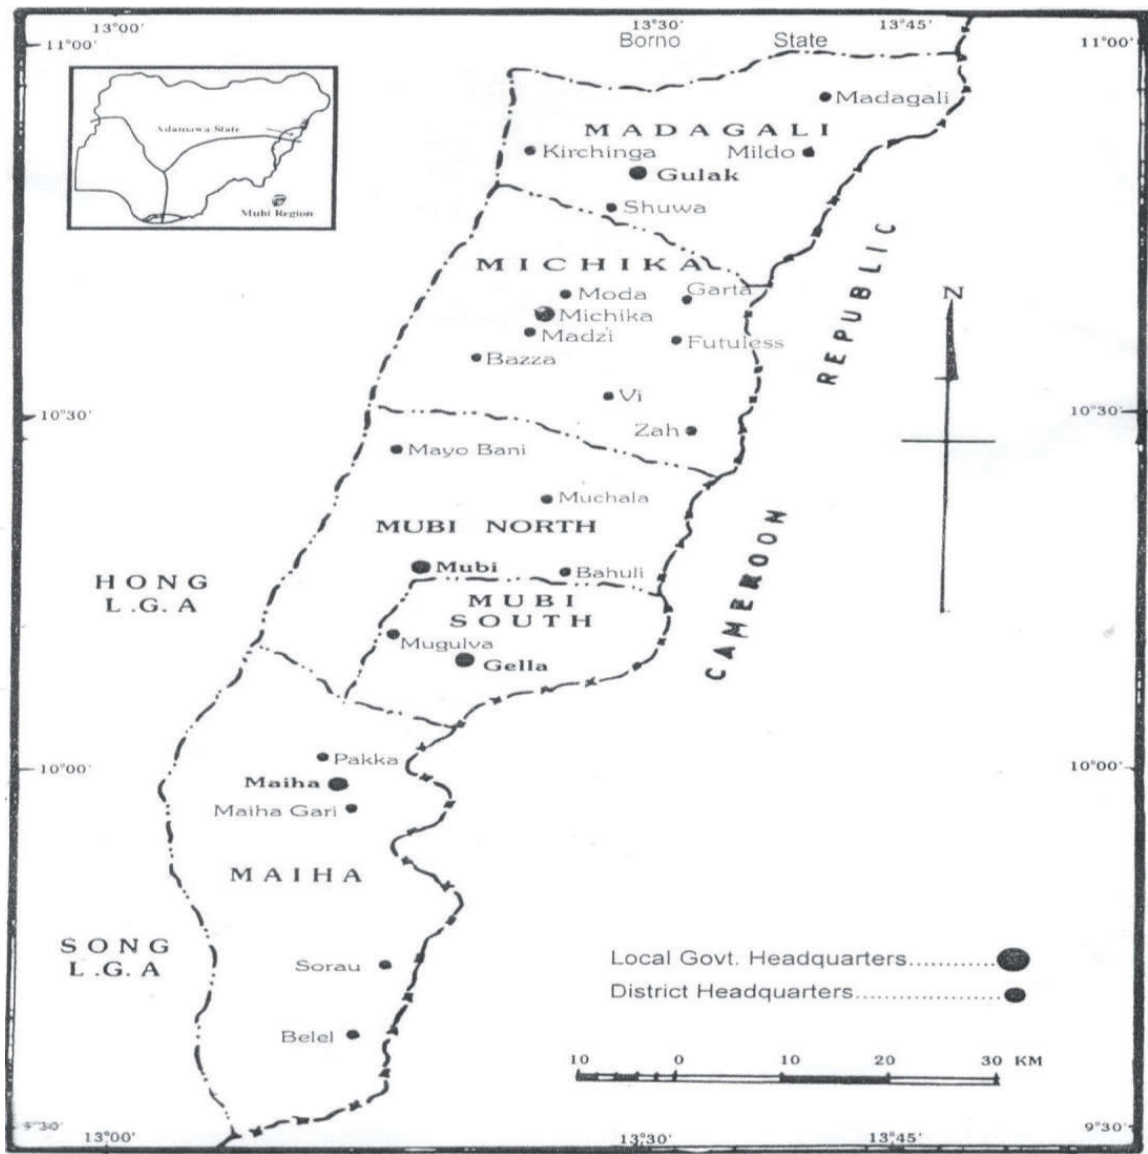 13°00'
13°30'
13°45'
11°00'
Borno State
11°00'
Adamawa State
Mubi Region
Madagali
MADAGALI
Kirchinga
Mildo
Gulak
Shuwa
MICHIKA
Moda
Garta
Michika
Madzi
Futuless
Bazza
Vi
Zah
REPUBLIC
CAMEROON
N
10°30'
10°30'
Mayo Bani
Muchala
MUBI NORTH
Mubi
Bahuli
HONG
L.G.A
MUBI
SOUTH
Mugulva
Gella
Pakka
10°00'
10°00'
Maiha
Maiha Gari
MAIHA
SONG
L.G.A
Sorau
Belel
Local Govt. Headquarters............
District Headquarters.....................
10 0 10 20 30 KM
9°30'
9°30'
13°00'
13°30'
13°45'